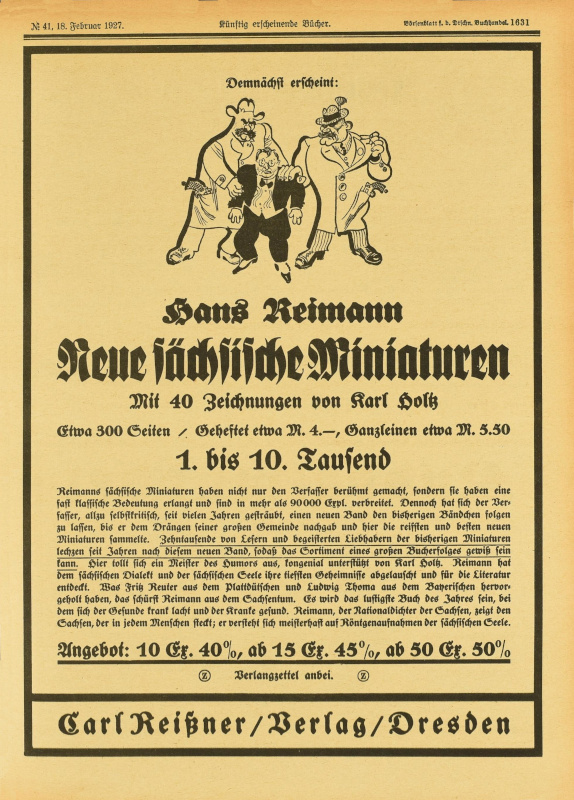 № 41, 18. Februar 1927.
Künftig erscheinende Bücher.
Börsenblatt f. d. Dtschn. Buchhandel. 1631
Demnächst erscheint:
Hans Reimann
Neue sächsische Miniaturen
Mit 40 Zeichnungen von Karl Holtz
Etwa 300 Seiten / Geheftet etwa M. 4.—, Ganzleinen etwa M. 5.50
1. bis 10. Tausend
Reimanns sächsische Miniaturen haben nicht nur den Verfasser berühmt gemacht, sondern sie haben eine
fast klassische Bedeutung erlangt und sind in mehr als 90000 Expl. verbreitet. Dennoch hat sich der Ver-
fasser, allzu selbstkritisch, seit vielen Jahren gesträubt, einen neuen Band den bisherigen Bändchen folgen
zu lassen, bis er dem Drängen seiner großen Gemeinde nachgab und hier die reifsten und besten neuen
Miniaturen sammelte. Zehntausende von Lesern und begeisterten Liebhabern der bisherigen Miniaturen
lechzen seit Jahren nach diesem neuen Band, sodaß das Sortiment eines großen Bucherfolges gewiß sein
kann. Hier tollt sich ein Meister des Humors aus, kongenial unterstützt von Karl Holtz. Reimann hat
dem sächsischen Dialekt und der sächsischen Seele ihre tiefsten Geheimnisse abgelauscht und für die Literatur
entdeckt. Was Fritz Reuter aus dem Plattdütschen und Ludwig Thoma aus dem Bayerischen hervor-
geholt haben, das schürft Reimann aus dem Sachsentum. Es wird das lustigste Buch des Jahres sein, bei
dem sich der Gesunde krank lacht und der Kranke gesund. Reimann, der Nationaldichter der Sachsen, zeigt den
Sachsen, der in jedem Menschen steckt; er versteht sich meisterhaft auf Röntgenaufnahmen der sächsischen Seele.
Angebot: 10 Ex. 40%, ab 15 Ex. 45%, ab 50 Ex. 50%
Ⓩ Verlangzettel anbei. Ⓩ
Carl Reißner / Verlag / Dresden